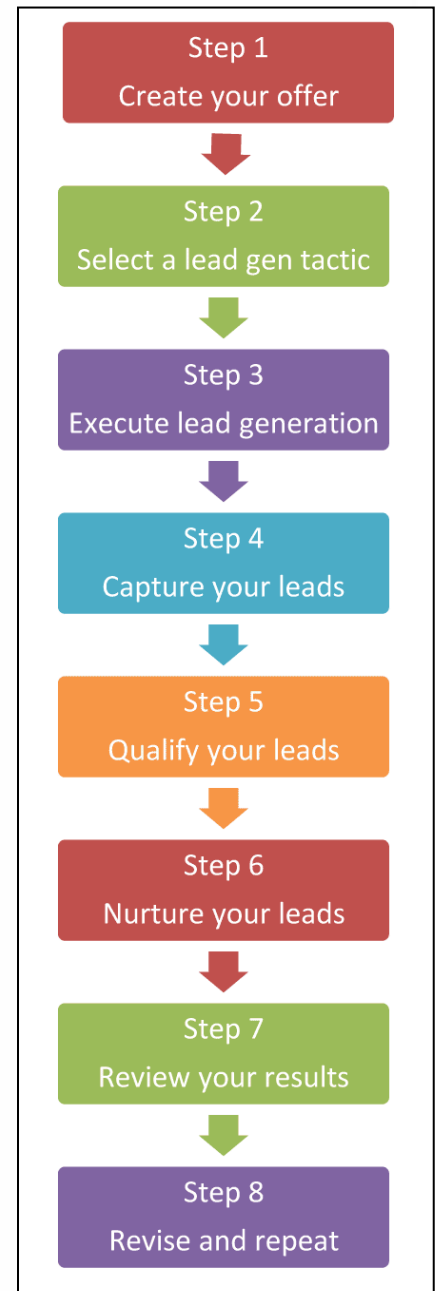 Step 1
Create your offer
Step 2
Select a lead gen tactic
Step 3
Execute lead generation
Step 4
Capture your leads
Step 5
Qualify your leads
Step 6
Nurture your leads
Step 7
Review your results
Step 8
Revise and repeat